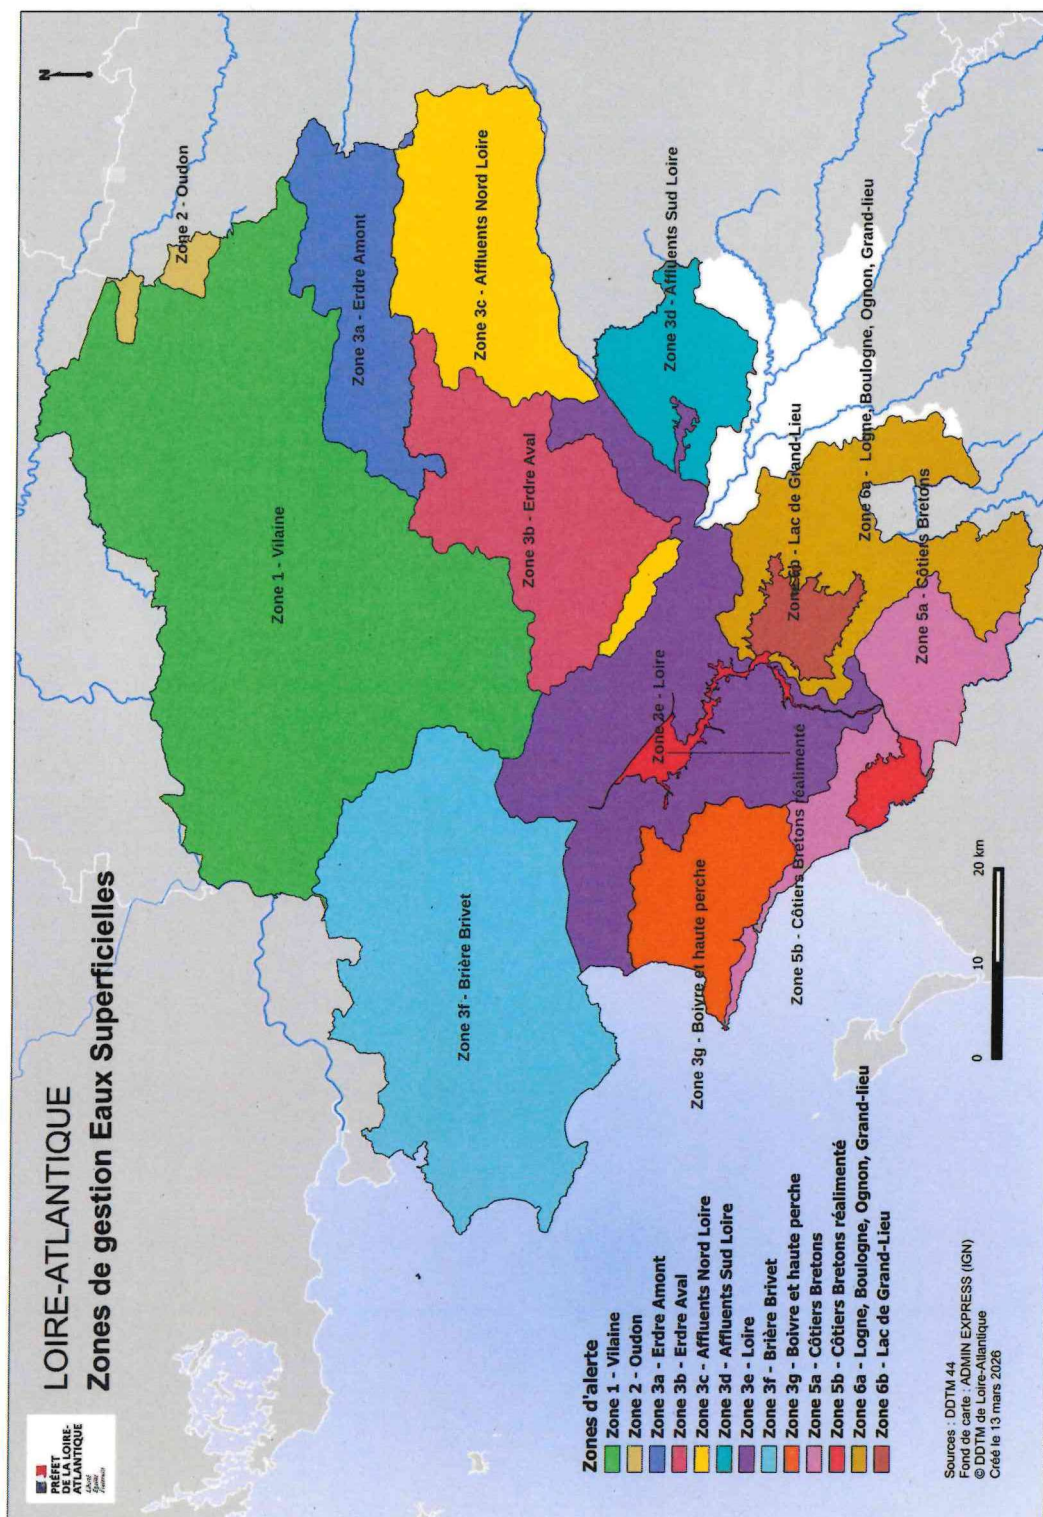 PRÉFET
DE LA LOIRE-
ATLANTIQUE
Liberté
Égalité
Fraternité
LOIRE-ATLANTIQUE
Zones de gestion Eaux Superficielles
N
Zone 2 - Oudon
Zone 1 - Vilaine
Zone 3a - Erdre Amont
Zone 3c - Affluents Nord Loire
Zone 3b - Erdre Aval
Zone 3f - Brière Brivet
Zone 3d - Affluents Sud Loire
Zone 3e - Loire
Zone 3g - Boivre et haute perche
Zone 6b - Lac de Grand-Lieu
Zone 5b - Côtiers Bretons réalimenté
Zone 6a - Logne, Boulogne, Ognon, Grand-lieu
Zone 5a - Côtiers Bretons
Zones d'alerte
Zone 1 - Vilaine
Zone 2 - Oudon
Zone 3a - Erdre Amont
Zone 3b - Erdre Aval
Zone 3c - Affluents Nord Loire
Zone 3d - Affluents Sud Loire
Zone 3e - Loire
Zone 3f - Brière Brivet
Zone 3g - Boivre et haute perche
Zone 5a - Côtiers Bretons
Zone 5b - Côtiers Bretons réalimenté
Zone 6a - Logne, Boulogne, Ognon, Grand-lieu
Zone 6b - Lac de Grand-Lieu
0 10 20 km
Sources : DDTM 44
Fond de carte : ADMIN EXPRESS (IGN)
© DDTM de Loire-Atlantique
Créé le 13 mars 2026